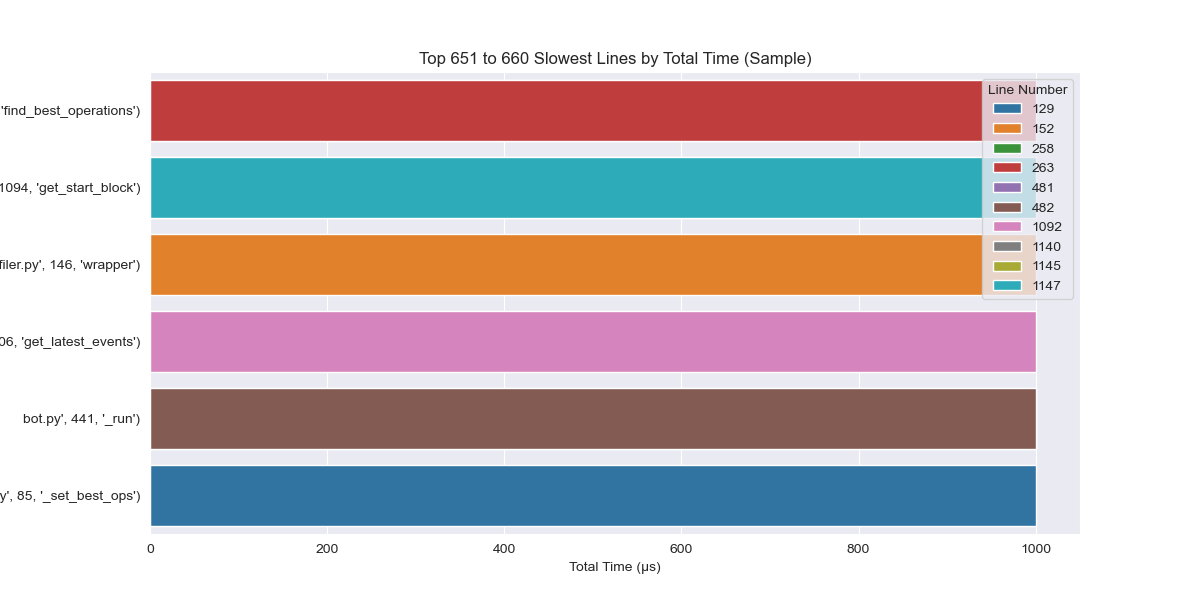 Top 651 to 660 Slowest Lines by Total Time (Sample)
'find_best_operations')
1094, 'get_start_block')
filer.py', 146, 'wrapper')
06, 'get_latest_events')
bot.py', 441, '_run')
y', 85, '_set_best_ops')
Line Number
129
152
258
263
481
482
1092
1140
1145
1147
0 200 400 600 800 1000
Total Time (µs)